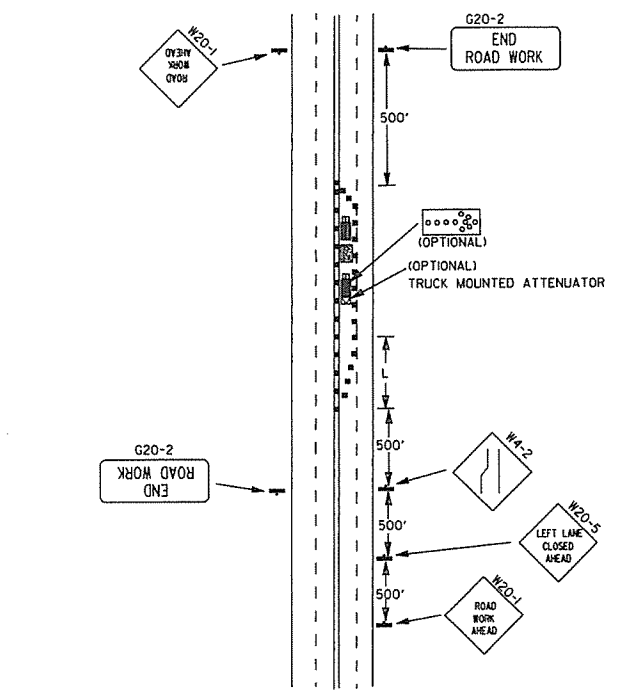 G20-2
END
ROAD WORK
W20-1
ROAD
WORK
AHEAD
500'
(OPTIONAL)
(OPTIONAL)
TRUCK MOUNTED ATTENUATOR
L
500'
W4-2
G20-2
END
ROAD WORK
500'
W20-5
LEFT LANE
CLOSED
AHEAD
500'
W20-1
ROAD
WORK
AHEAD